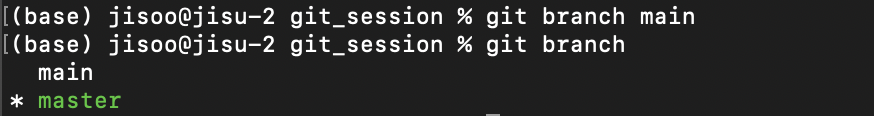 [(base) jisoo@jisu-2 git_session % git branch main
[(base) jisoo@jisu-2 git_session % git branch
  main
* master